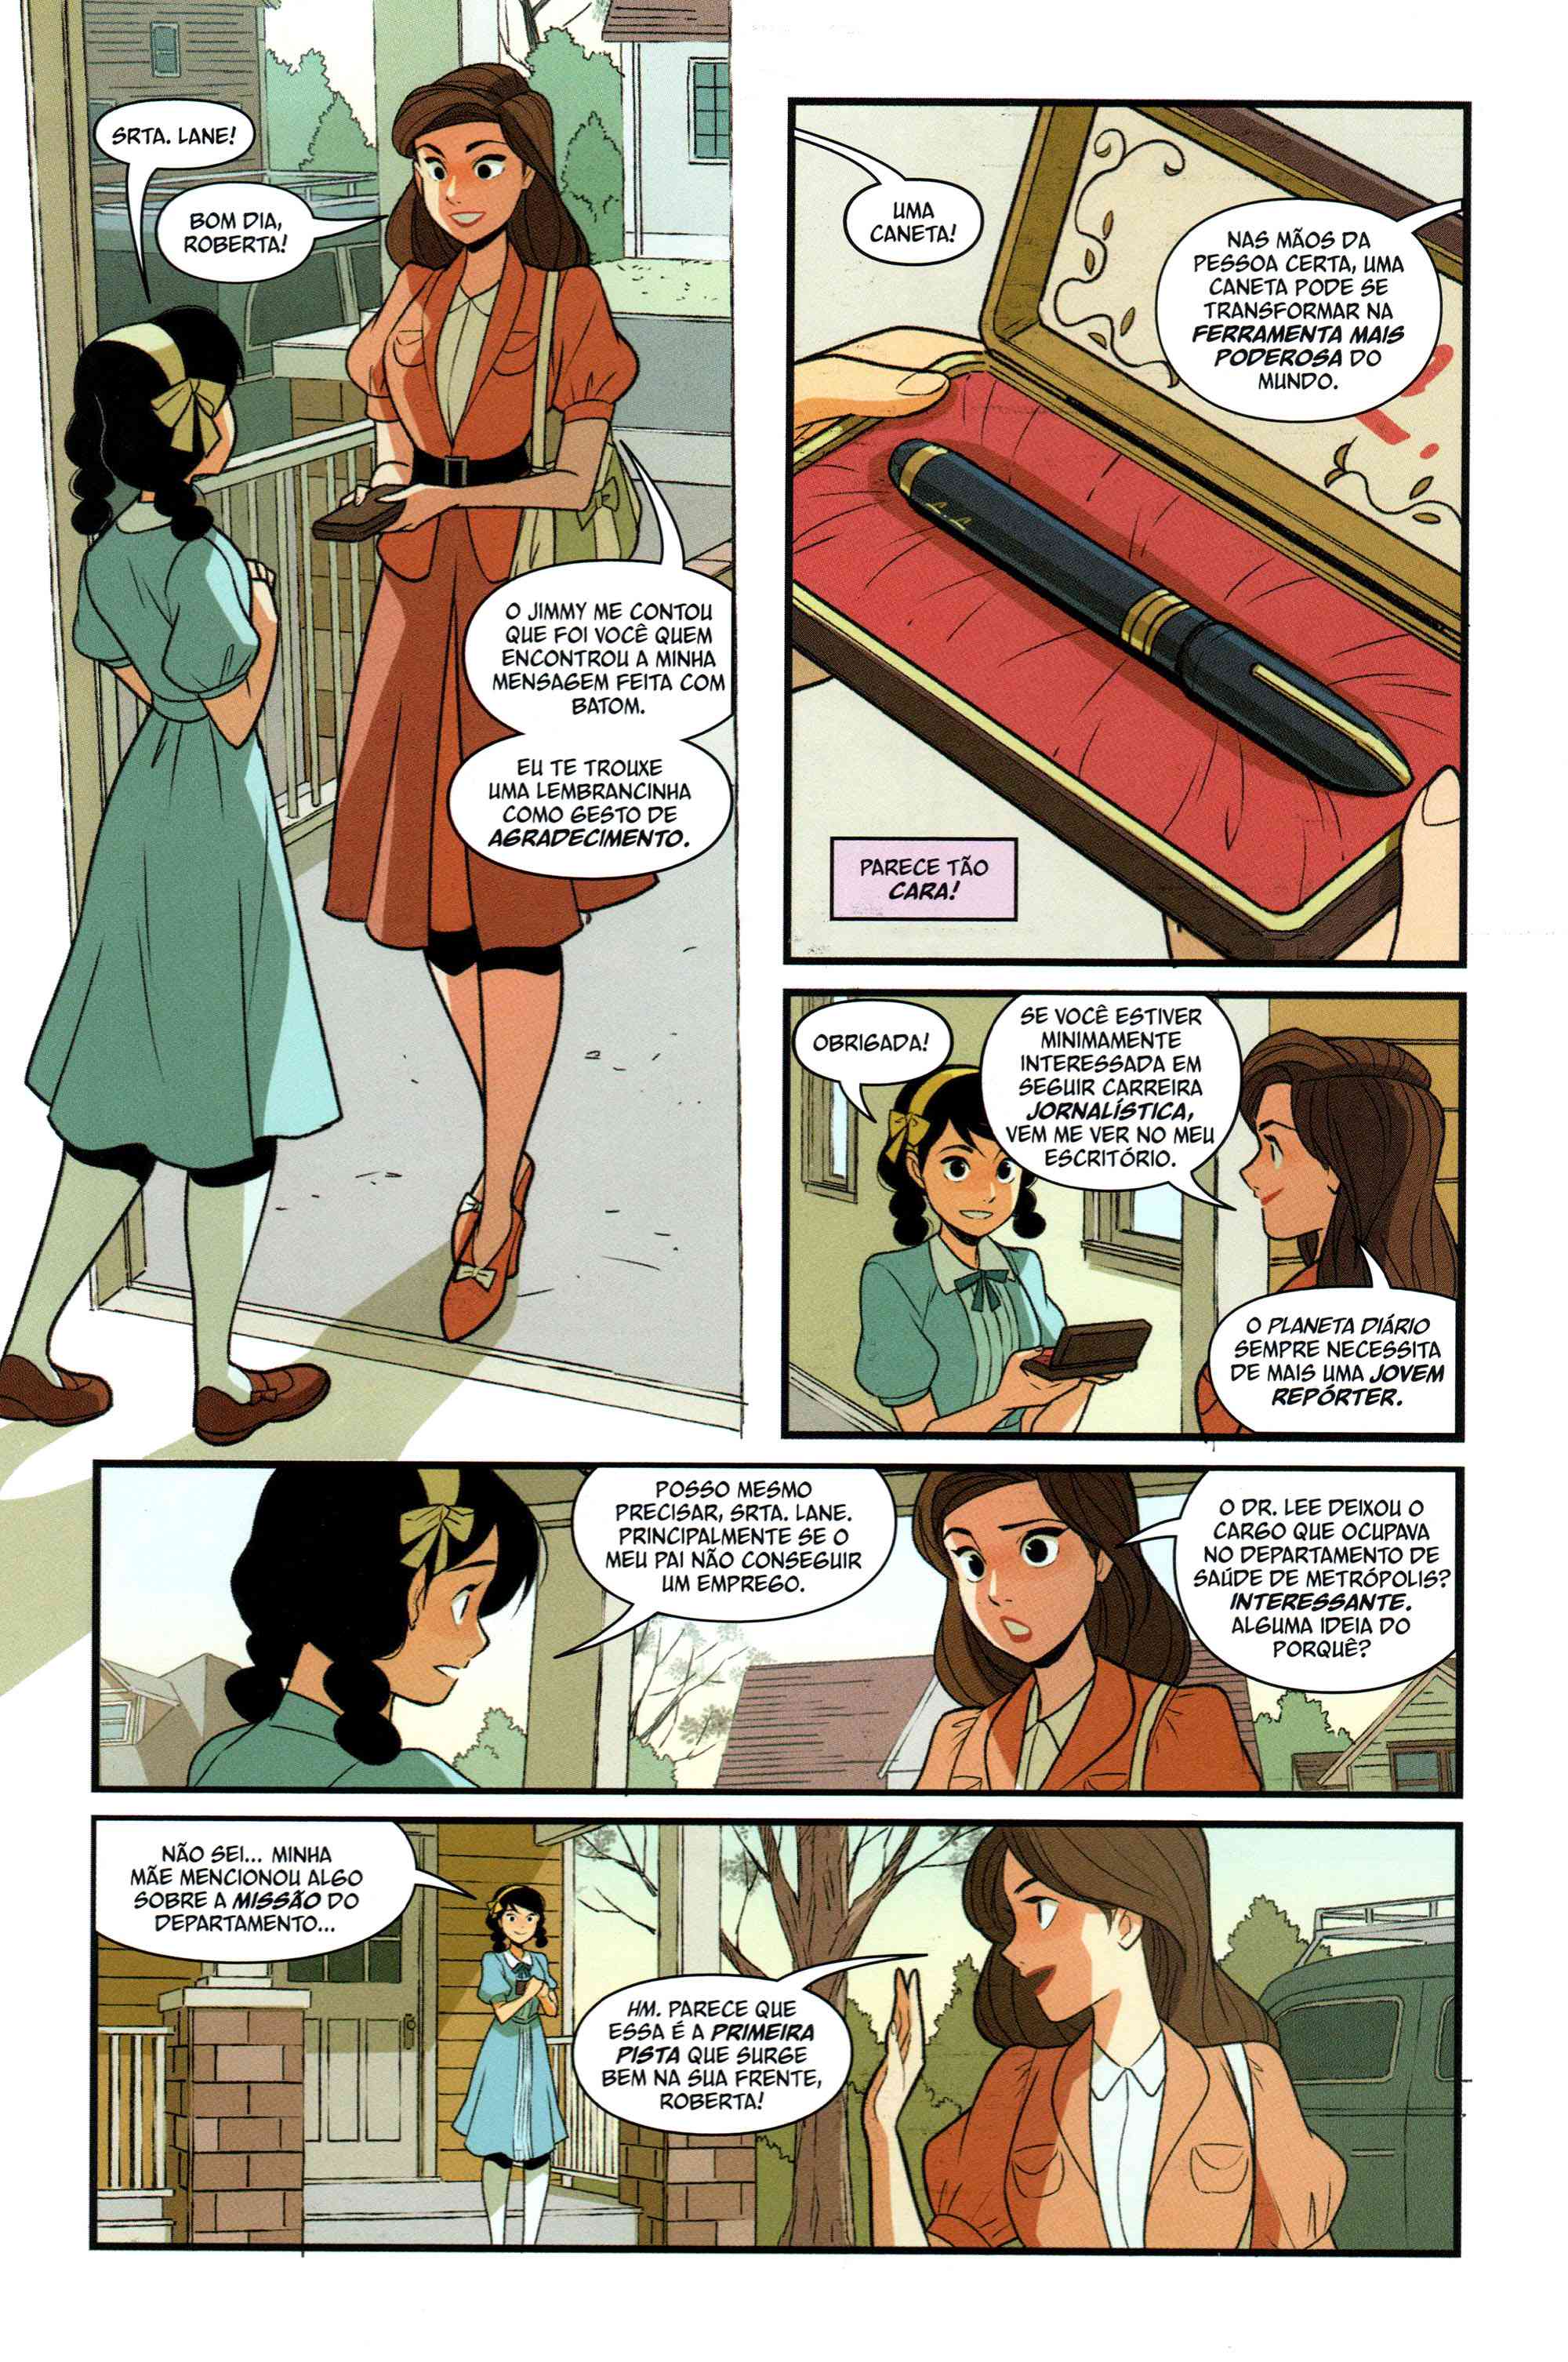 SRTA. LANE!
BOM DIA,
ROBERTA!
O JIMMY ME CONTOU
QUE FOI VOCÊ QUEM
ENCONTROU A MINHA
MENSAGEM FEITA COM
BATOM.
EU TE TROUXE
UMA LEMBRANCINHA
COMO GESTO DE
AGRADECIMENTO.
UMA
CANETA!
NAS MÃOS DA
PESSOA CERTA, UMA
CANETA PODE SE
TRANSFORMAR NA
FERRAMENTA MAIS
PODEROSA DO
MUNDO.
L L
PARECE TÃO
CARA!
OBRIGADA!
SE VOCÊ ESTIVER
MINIMAMENTE
INTERESSADA EM
SEGUIR CARREIRA
JORNALÍSTICA,
VEM ME VER NO MEU
ESCRITÓRIO.
O PLANETA DIÁRIO
SEMPRE NECESSITA
DE MAIS UMA JOVEM
REPÓRTER.
POSSO MESMO
PRECISAR, SRTA. LANE.
PRINCIPALMENTE SE O
MEU PAI NÃO CONSEGUIR
UM EMPREGO.
O DR. LEE DEIXOU O
CARGO QUE OCUPAVA
NO DEPARTAMENTO DE
SAÚDE DE METRÓPOLIS?
INTERESSANTE.
ALGUMA IDEIA DO
PORQUÊ?
NÃO SEI... MINHA
MÃE MENCIONOU ALGO
SOBRE A MISSÃO DO
DEPARTAMENTO...
HM. PARECE QUE
ESSA É A PRIMEIRA
PISTA QUE SURGE
BEM NA SUA FRENTE,
ROBERTA!